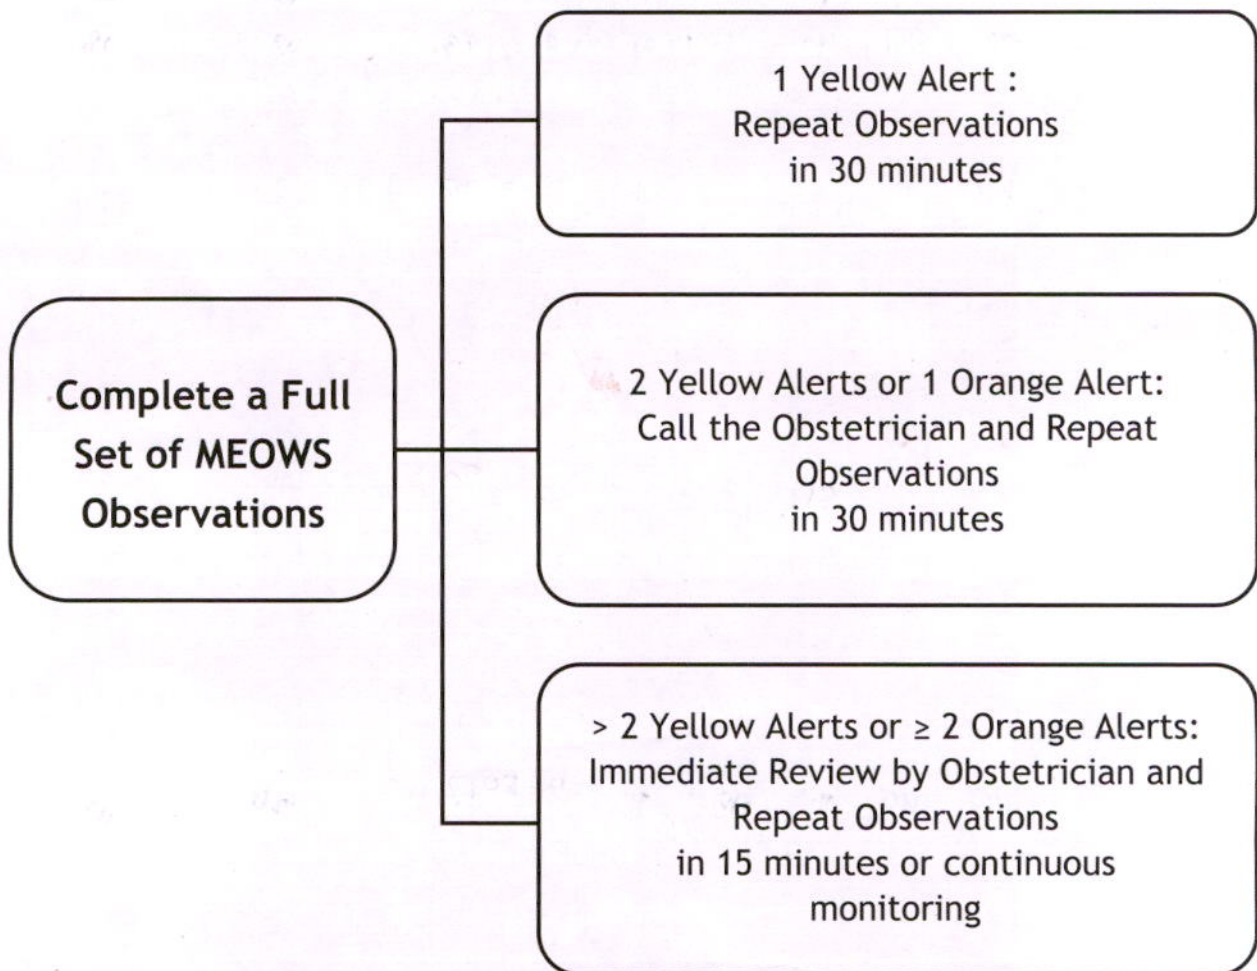 Complete a Full
Set of MEOWS
Observations
1 Yellow Alert :
Repeat Observations
in 30 minutes
2 Yellow Alerts or 1 Orange Alert:
Call the Obstetrician and Repeat
Observations
in 30 minutes
> 2 Yellow Alerts or ≥ 2 Orange Alerts:
Immediate Review by Obstetrician and
Repeat Observations
in 15 minutes or continuous
monitoring